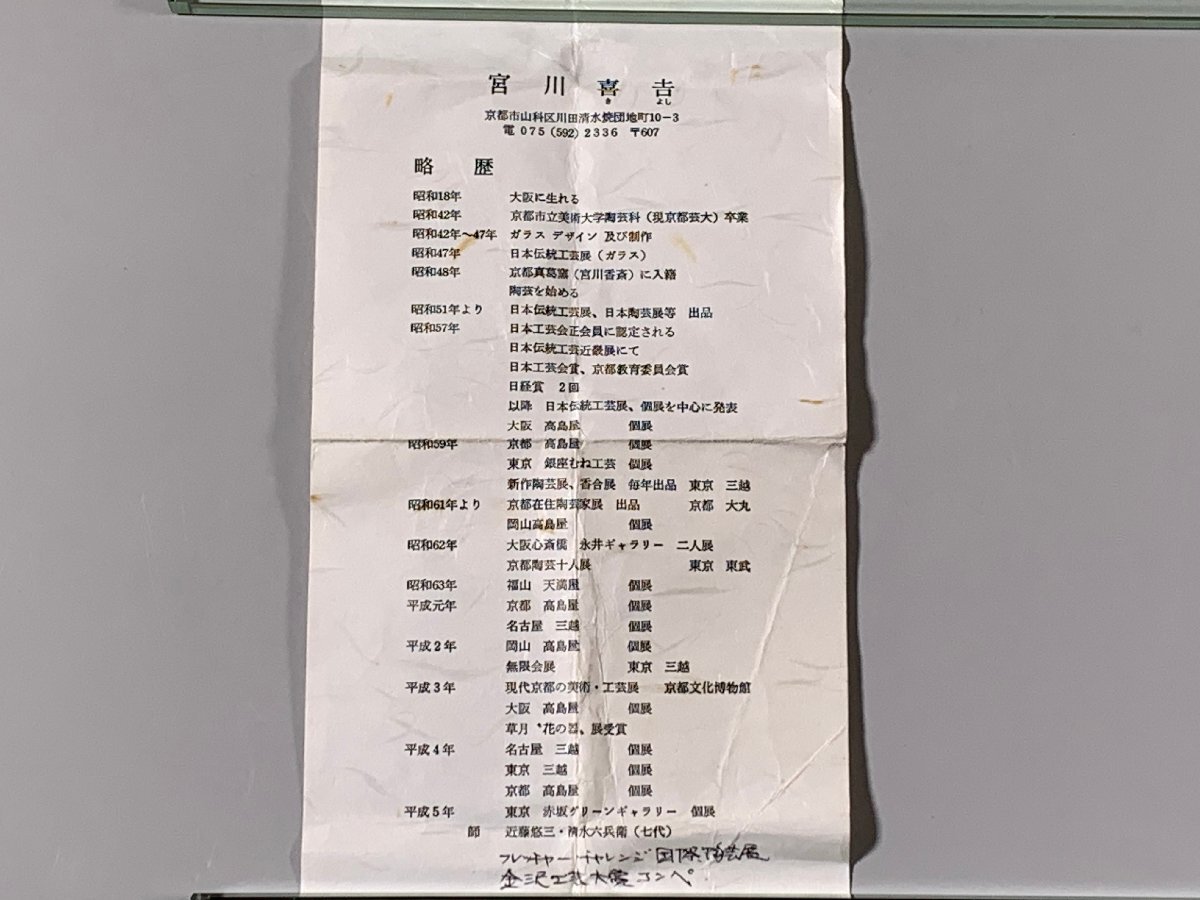 宮川喜𠮷
き よし
京都市山科区川田清水焼団地町10-3
電 075 (592) 2336 〒607
略歴
昭和18年 大阪に生れる
昭和42年 京都市立美術大学陶芸科(現京都芸大)卒業
昭和42年〜47年 ガラス デザイン 及び制作
昭和47年 日本伝統工芸展(ガラス)
昭和48年 京都真葛窯(宮川香斎)に入籍
陶芸を始める
昭和51年より 日本伝統工芸展、日本陶芸展等 出品
昭和57年 日本工芸会正会員に認定される
日本伝統工芸近畿展にて
日本工芸会賞、京都教育委員会賞
日経賞 2回
以降 日本伝統工芸展、個展を中心に発表
大阪 高島屋 個展
昭和59年 京都 高島屋 個展
東京 銀座むね工芸 個展
新作陶芸展、香合展 毎年出品 東京 三越
昭和61年より 京都在住陶芸家展 出品 京都 大丸
岡山高島屋 個展
昭和62年 大阪心斎橋 永井ギャラリー 二人展
京都陶芸十人展 東京 東武
昭和63年 福山 天満屋 個展
平成元年 京都 高島屋 個展
名古屋 三越 個展
平成2年 岡山 高島屋 個展
無限会展 東京 三越
平成3年 現代京都の美術・工芸展 京都文化博物館
大阪 高島屋 個展
草月〝花の器〟展受賞
平成4年 名古屋 三越 個展
東京 三越 個展
京都 高島屋 個展
平成5年 東京 赤坂グリーンギャラリー 個展
師 近藤悠三・清水六兵衛(七代)
フレッチャー・チャレンジ国際陶芸展
金沢工芸大賞コンペ